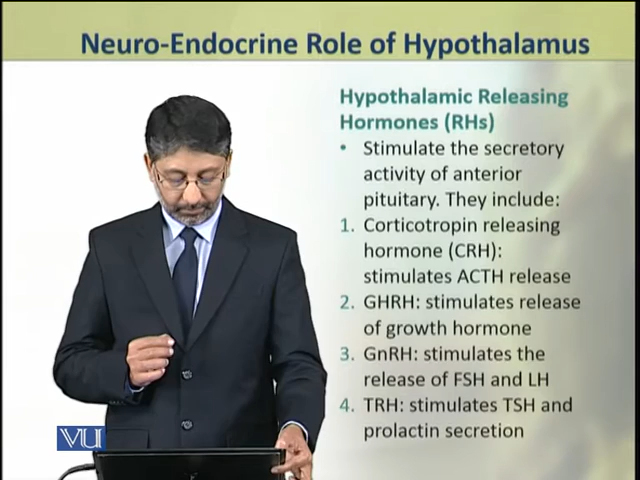 Neuro-Endocrine Role of Hypothalamus
Hypothalamic Releasing
Hormones (RHs)
• Stimulate the secretory
activity of anterior
pituitary. They include:
1. Corticotropin releasing
hormone (CRH):
stimulates ACTH release
2. GHRH: stimulates release
of growth hormone
3. GnRH: stimulates the
release of FSH and LH
4. TRH: stimulates TSH and
prolactin secretion
VU